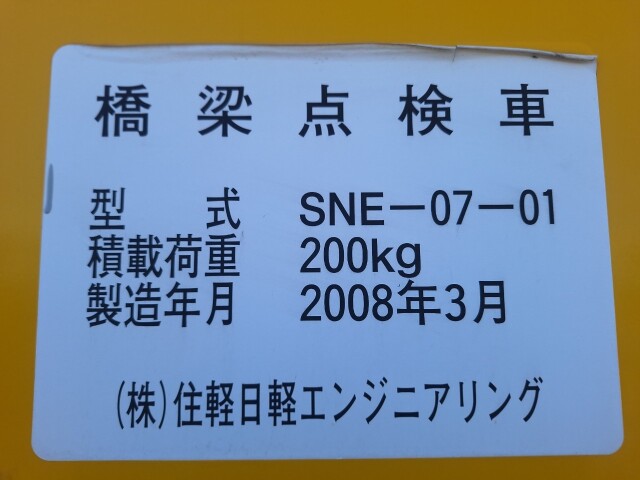 橋梁点検車
型式 SNE－07－01
積載荷重 200kg
製造年月 2008年3月
(株)住軽日軽エンジニアリング